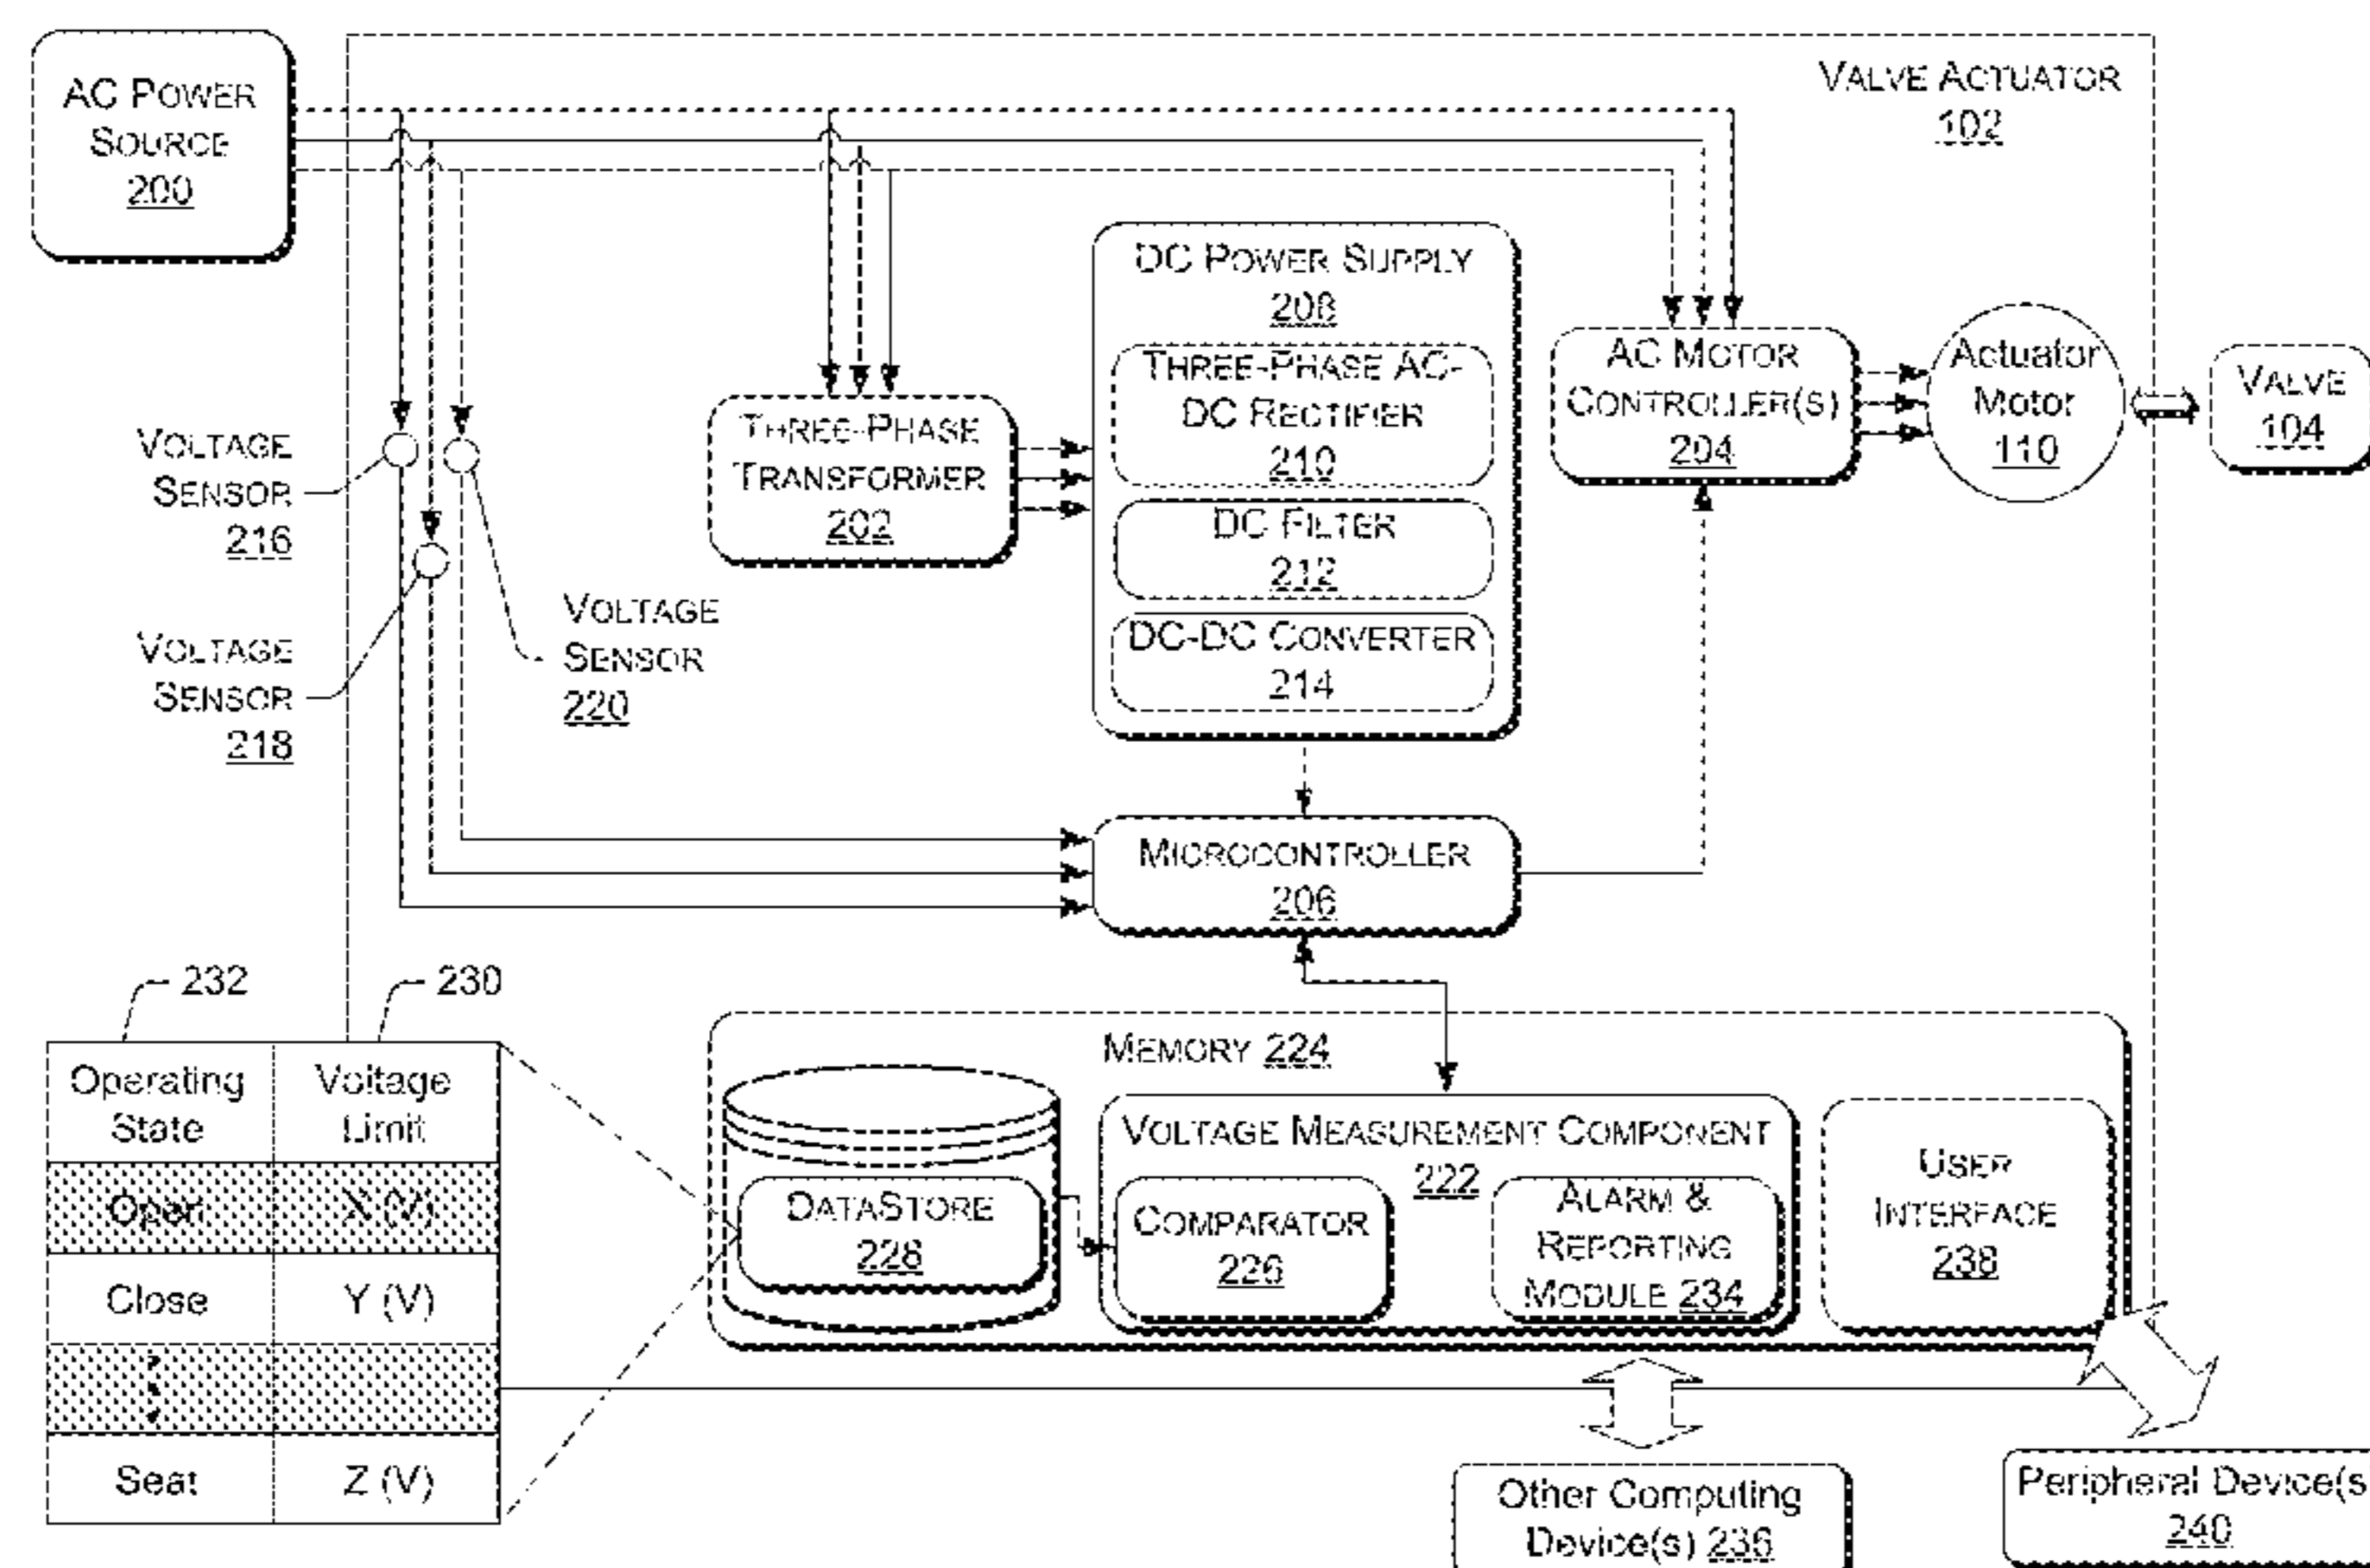 AC POWER
SOURCE
200
VALVE ACTUATOR
102
DC POWER SUPPLY
208
THREE-PHASE AC-
DC RECTIFIER
210
DC FILTER
212
DC-DC CONVERTER
214
AC MOTOR
CONTROLLER(S)
204
Actuator
Motor
110
VALVE
104
THREE-PHASE
TRANSFORMER
202
VOLTAGE
SENSOR
216
VOLTAGE
SENSOR
218
VOLTAGE
SENSOR
220
MICROCONTROLLER
206
232
230
Operating
State
Voltage
Limit
Open
X (V)
Close
Y (V)
Seat
Z (V)
MEMORY 224
DATASTORE
228
VOLTAGE MEASUREMENT COMPONENT
222
COMPARATOR
226
ALARM &
REPORTING
MODULE 234
USER
INTERFACE
238
Other Computing
Device(s) 236
Peripheral Device(s
240